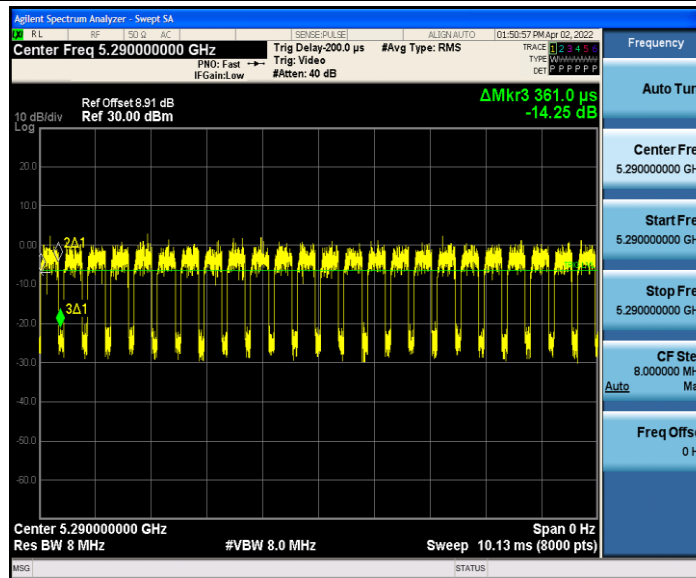 Agilent Spectrum Analyzer - Swept SA
RL RF 50 Ω AC SENSE:PULSE ALIGN AUTO 01:50:57 PM Apr 02, 2022
Center Freq 5.290000000 GHz
PNO: Fast
IFGain:Low
Trig Delay-200.0 µs
Trig: Video
#Atten: 40 dB
#Avg Type: RMS
TRACE 1 2 3 4 5 6
TYPE W
DET P P P P P P
Ref Offset 8.91 dB
10 dB/div Ref 30.00 dBm
Log
ΔMkr3 361.0 µs
-14.25 dB
20.0
10.0
0.00
-10.0
-20.0
-30.0
-40.0
-50.0
-60.0
2Δ1
3Δ1
Center 5.290000000 GHz Span 0 Hz
Res BW 8 MHz #VBW 8.0 MHz Sweep 10.13 ms (8000 pts)
MSG STATUS
Frequency
Auto Tun
Center Fre
5.290000000 GH
Start Fre
5.290000000 GH
Stop Fre
5.290000000 GH
CF Ste
8.000000 MH
Auto Ma
Freq Offs
0 H